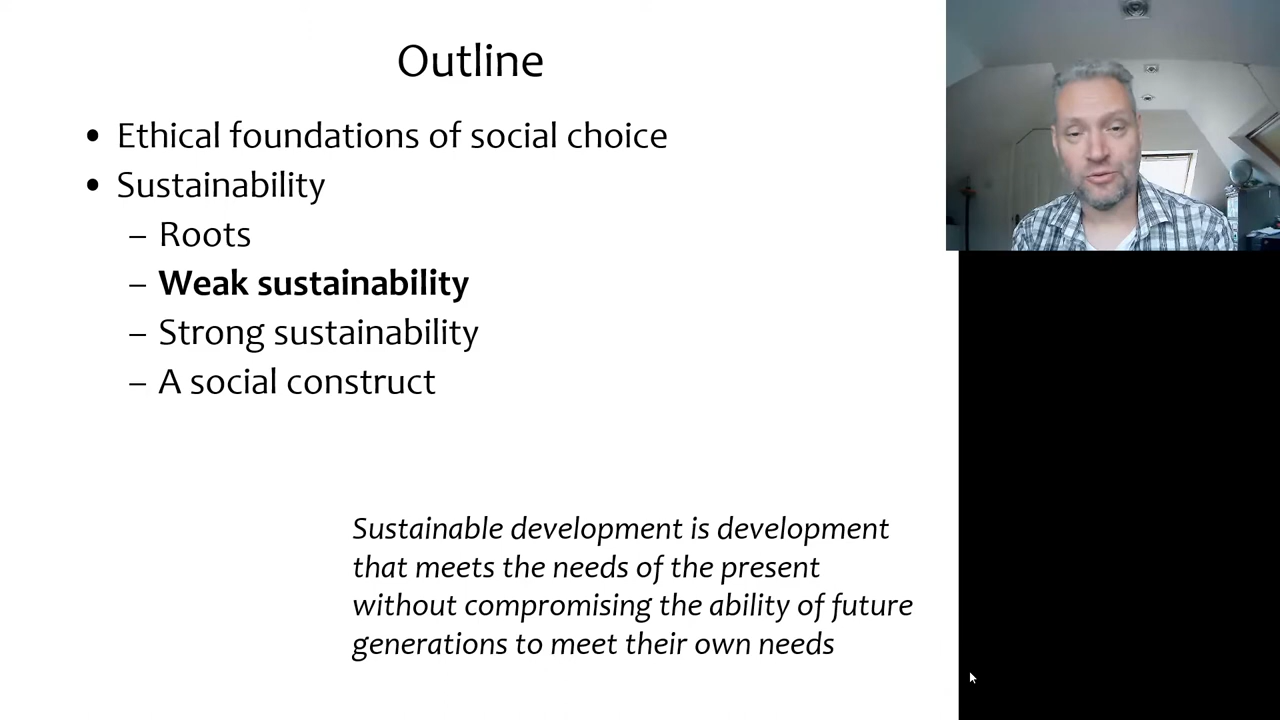 Outline
• Ethical foundations of social choice
• Sustainability
– Roots
– Weak sustainability
– Strong sustainability
– A social construct
Sustainable development is development
that meets the needs of the present
without compromising the ability of future
generations to meet their own needs